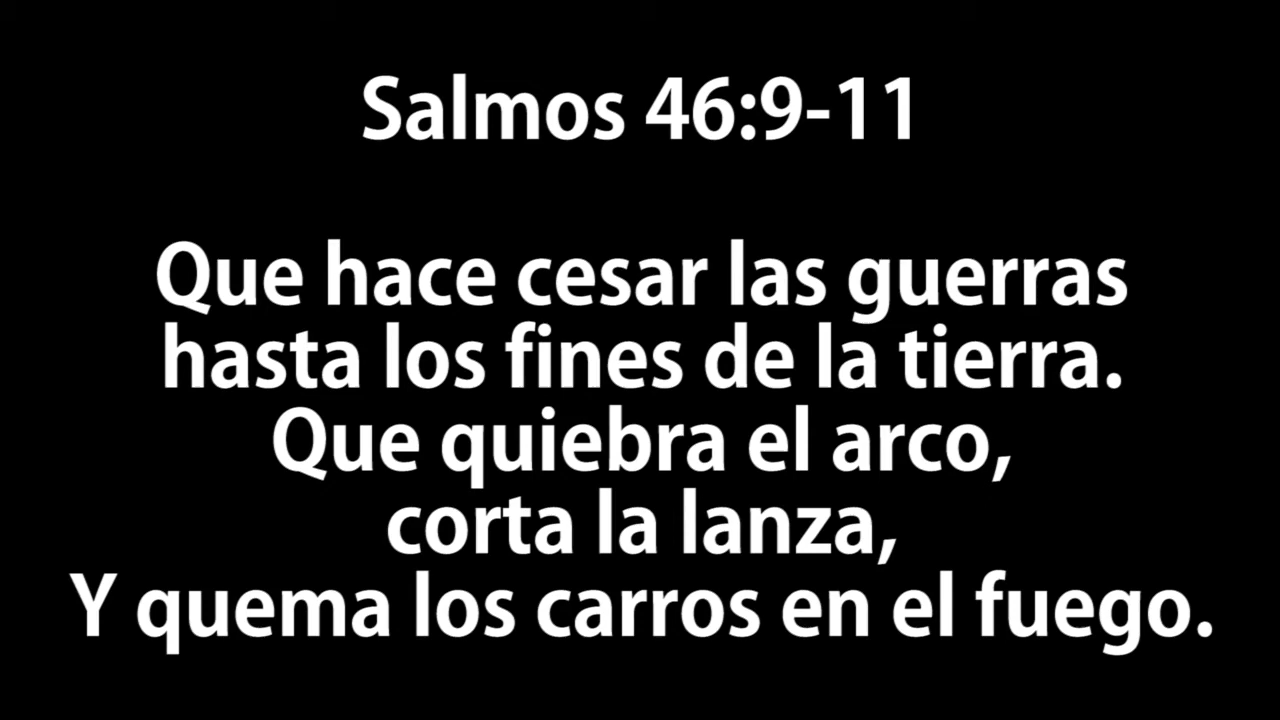 Salmos 46:9-11
Que hace cesar las guerras
hasta los fines de la tierra.
Que quiebra el arco,
corta la lanza,
Y quema los carros en el fuego.